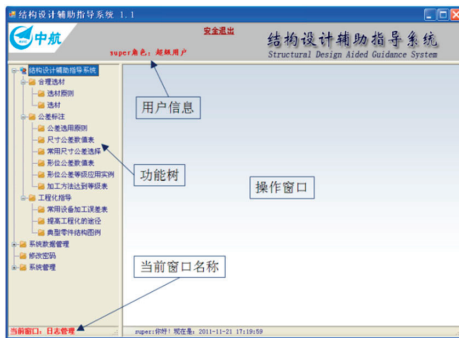 结构设计辅助指导系统 1.1
中航
安全退出
super角色：超级用户
结构设计辅助指导系统
Structural Design Aided Guidance System
结构设计辅助指导系统
合理选材
选材原则
选材
公差标注
公差选用原则
尺寸公差数值表
常用尺寸公差选择
形位公差数值表
形位公差等级应用实例
加工方法达到等级表
工程化指导
常用设备加工误差表
提高工程化的途径
典型零件结构图例
系统数据管理
修改密码
系统管理
用户信息
功能树
操作窗口
当前窗口名称
当前窗口：日志管理
super:你好！现在是：2011-11-21 17:19:59